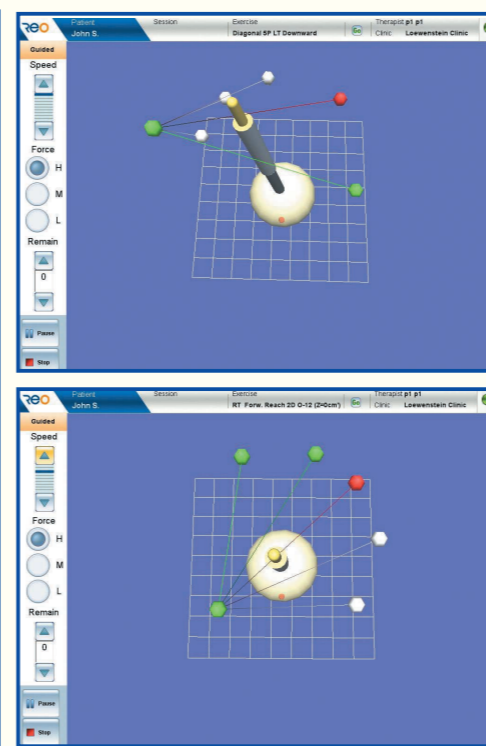 reo
Patient
John S.
Session
Exercise
Diagonal 5P LT Downward
Go
Therapist p1 p1
Clinic Loewenstein Clinic
Guided
Speed
Force
H
M
L
Remain
0
Pause
Stop
reo
Patient
John S.
Session
Exercise
RT Forw. Reach 2D O-12 (Z=0cm)
Go
Therapist p1 p1
Clinic Loewenstein Clinic
Guided
Speed
Force
H
M
L
Remain
0
Pause
Stop